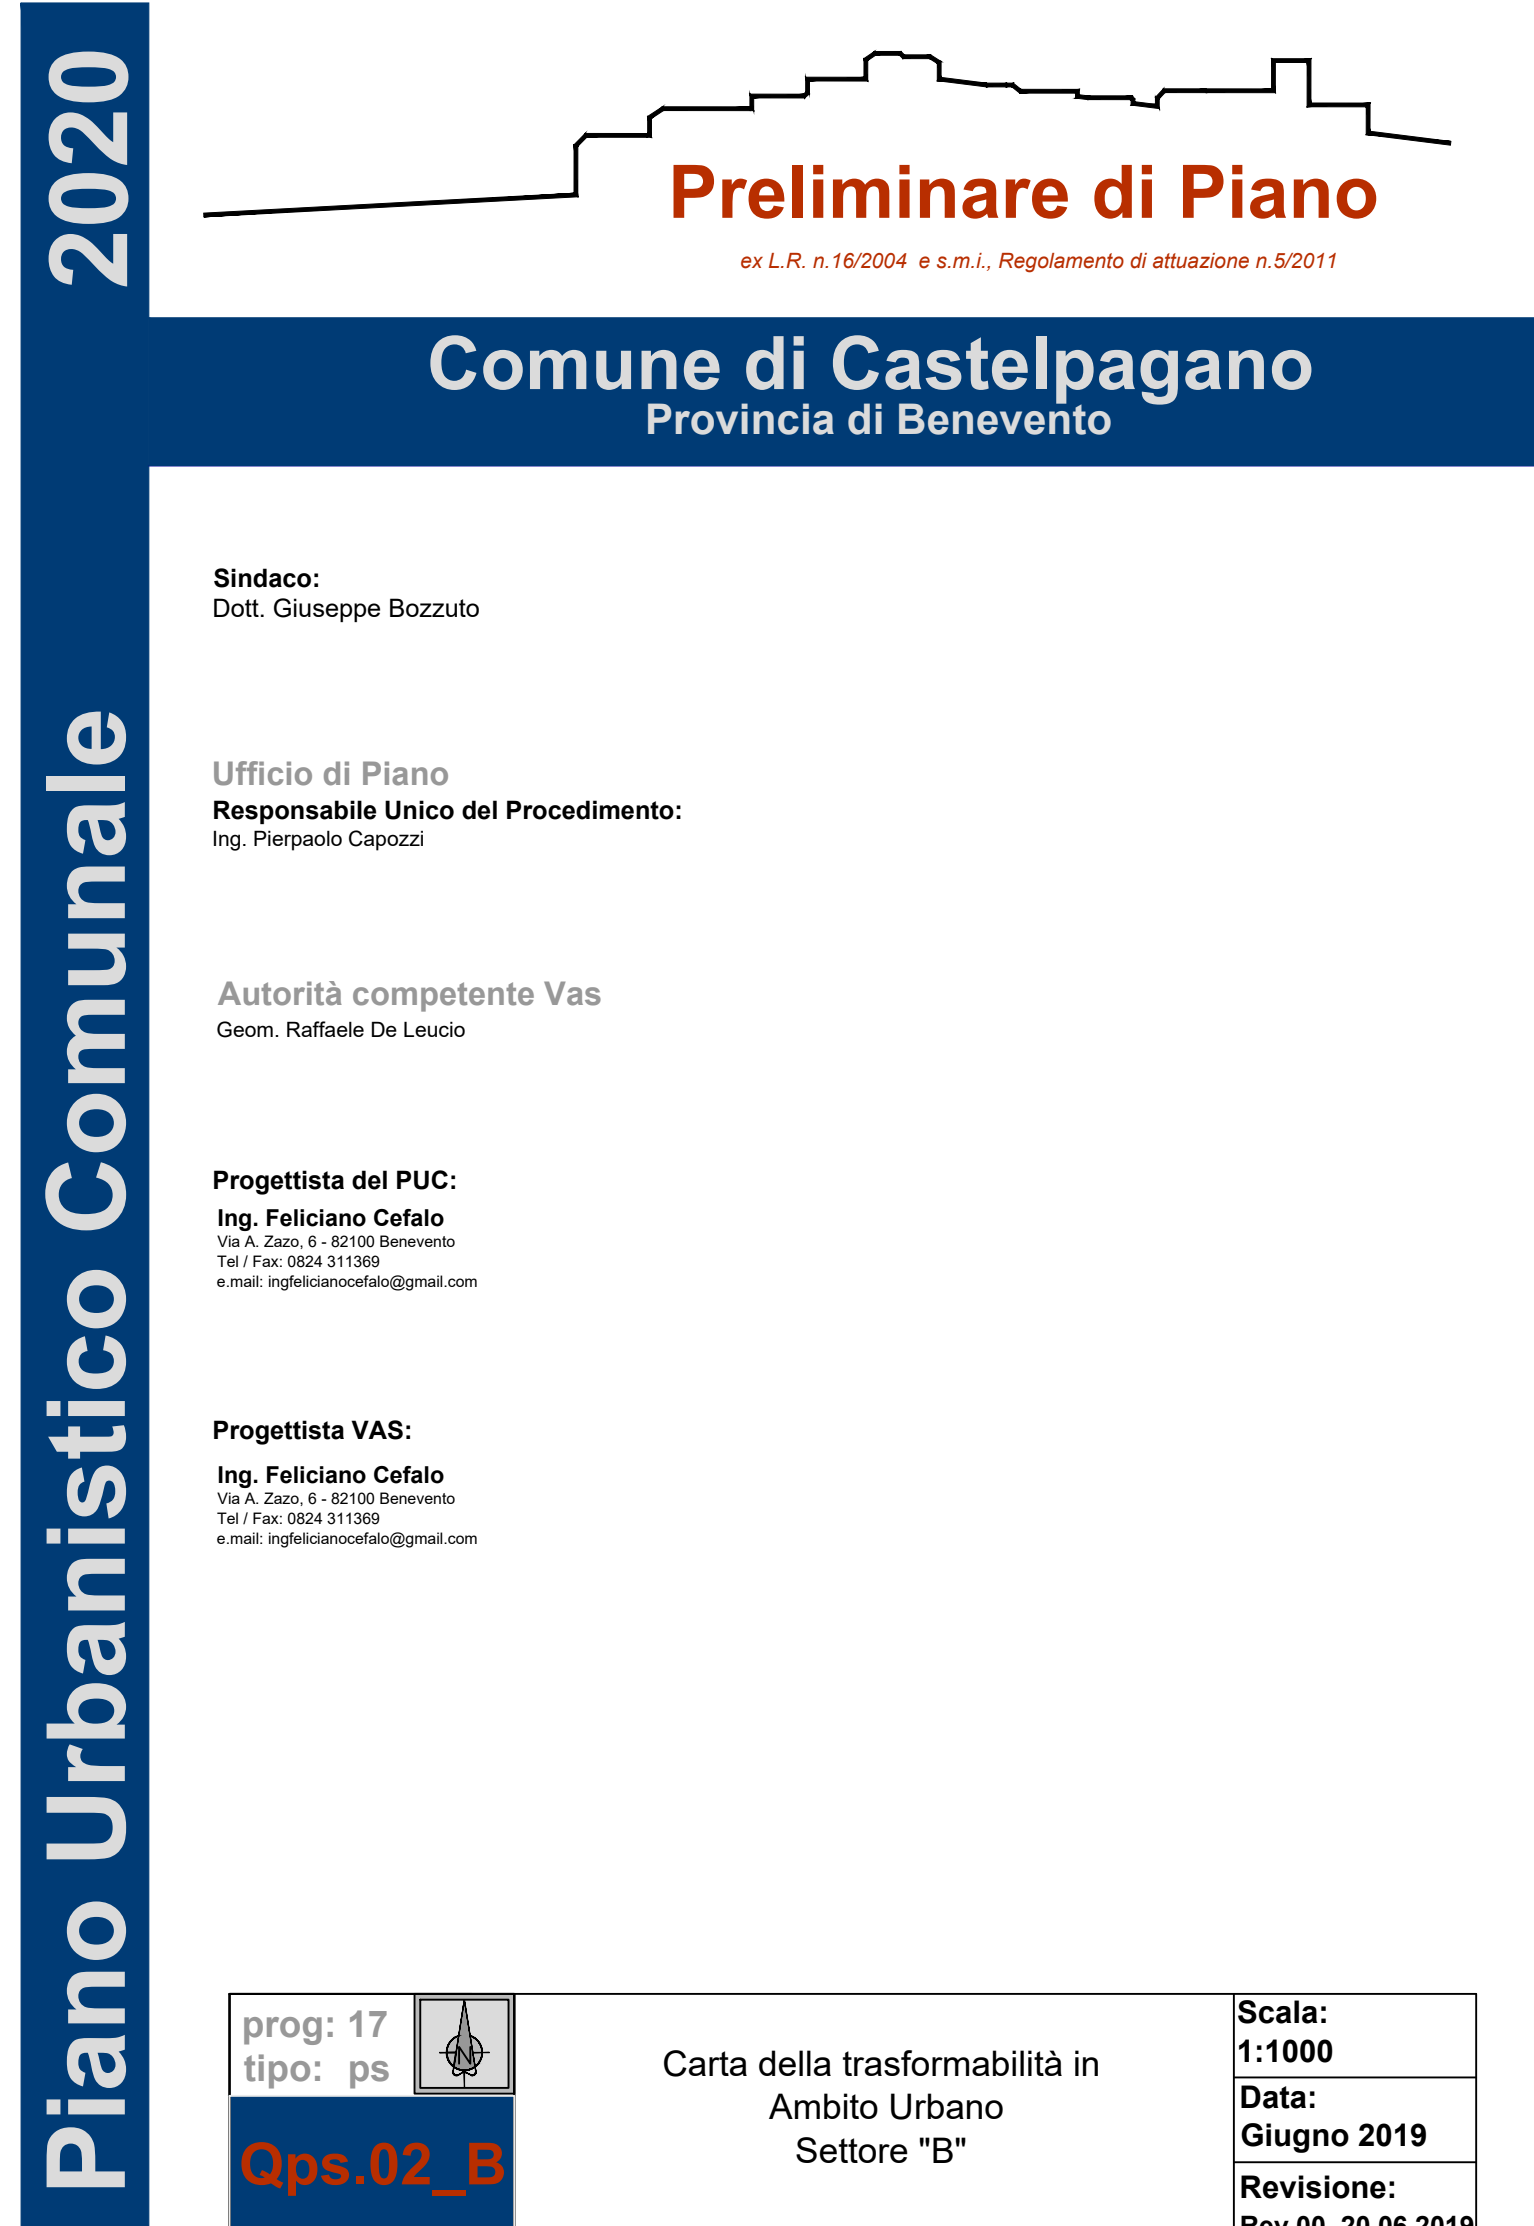 Piano Urbanistico Comunale 2020
Preliminare di Piano
ex L.R. n.16/2004 e s.m.i., Regolamento di attuazione n.5/2011
Comune di Castelpagano
Provincia di Benevento
Sindaco:
Dott. Giuseppe Bozzuto
Ufficio di Piano
Responsabile Unico del Procedimento:
Ing. Pierpaolo Capozzi
Autorità competente Vas
Geom. Raffaele De Leucio
Progettista del PUC:
Ing. Feliciano Cefalo
Via A. Zazo, 6 - 82100 Benevento
Tel / Fax: 0824 311369
e.mail: ingfelicianocefalo@gmail.com
Progettista VAS:
Ing. Feliciano Cefalo
Via A. Zazo, 6 - 82100 Benevento
Tel / Fax: 0824 311369
e.mail: ingfelicianocefalo@gmail.com
prog: 17
tipo: ps
N
Qps.02_B
Carta della trasformabilità in
Ambito Urbano
Settore "B"
Scala:
1:1000
Data:
Giugno 2019
Revisione:
Rev.00_20.06.2019